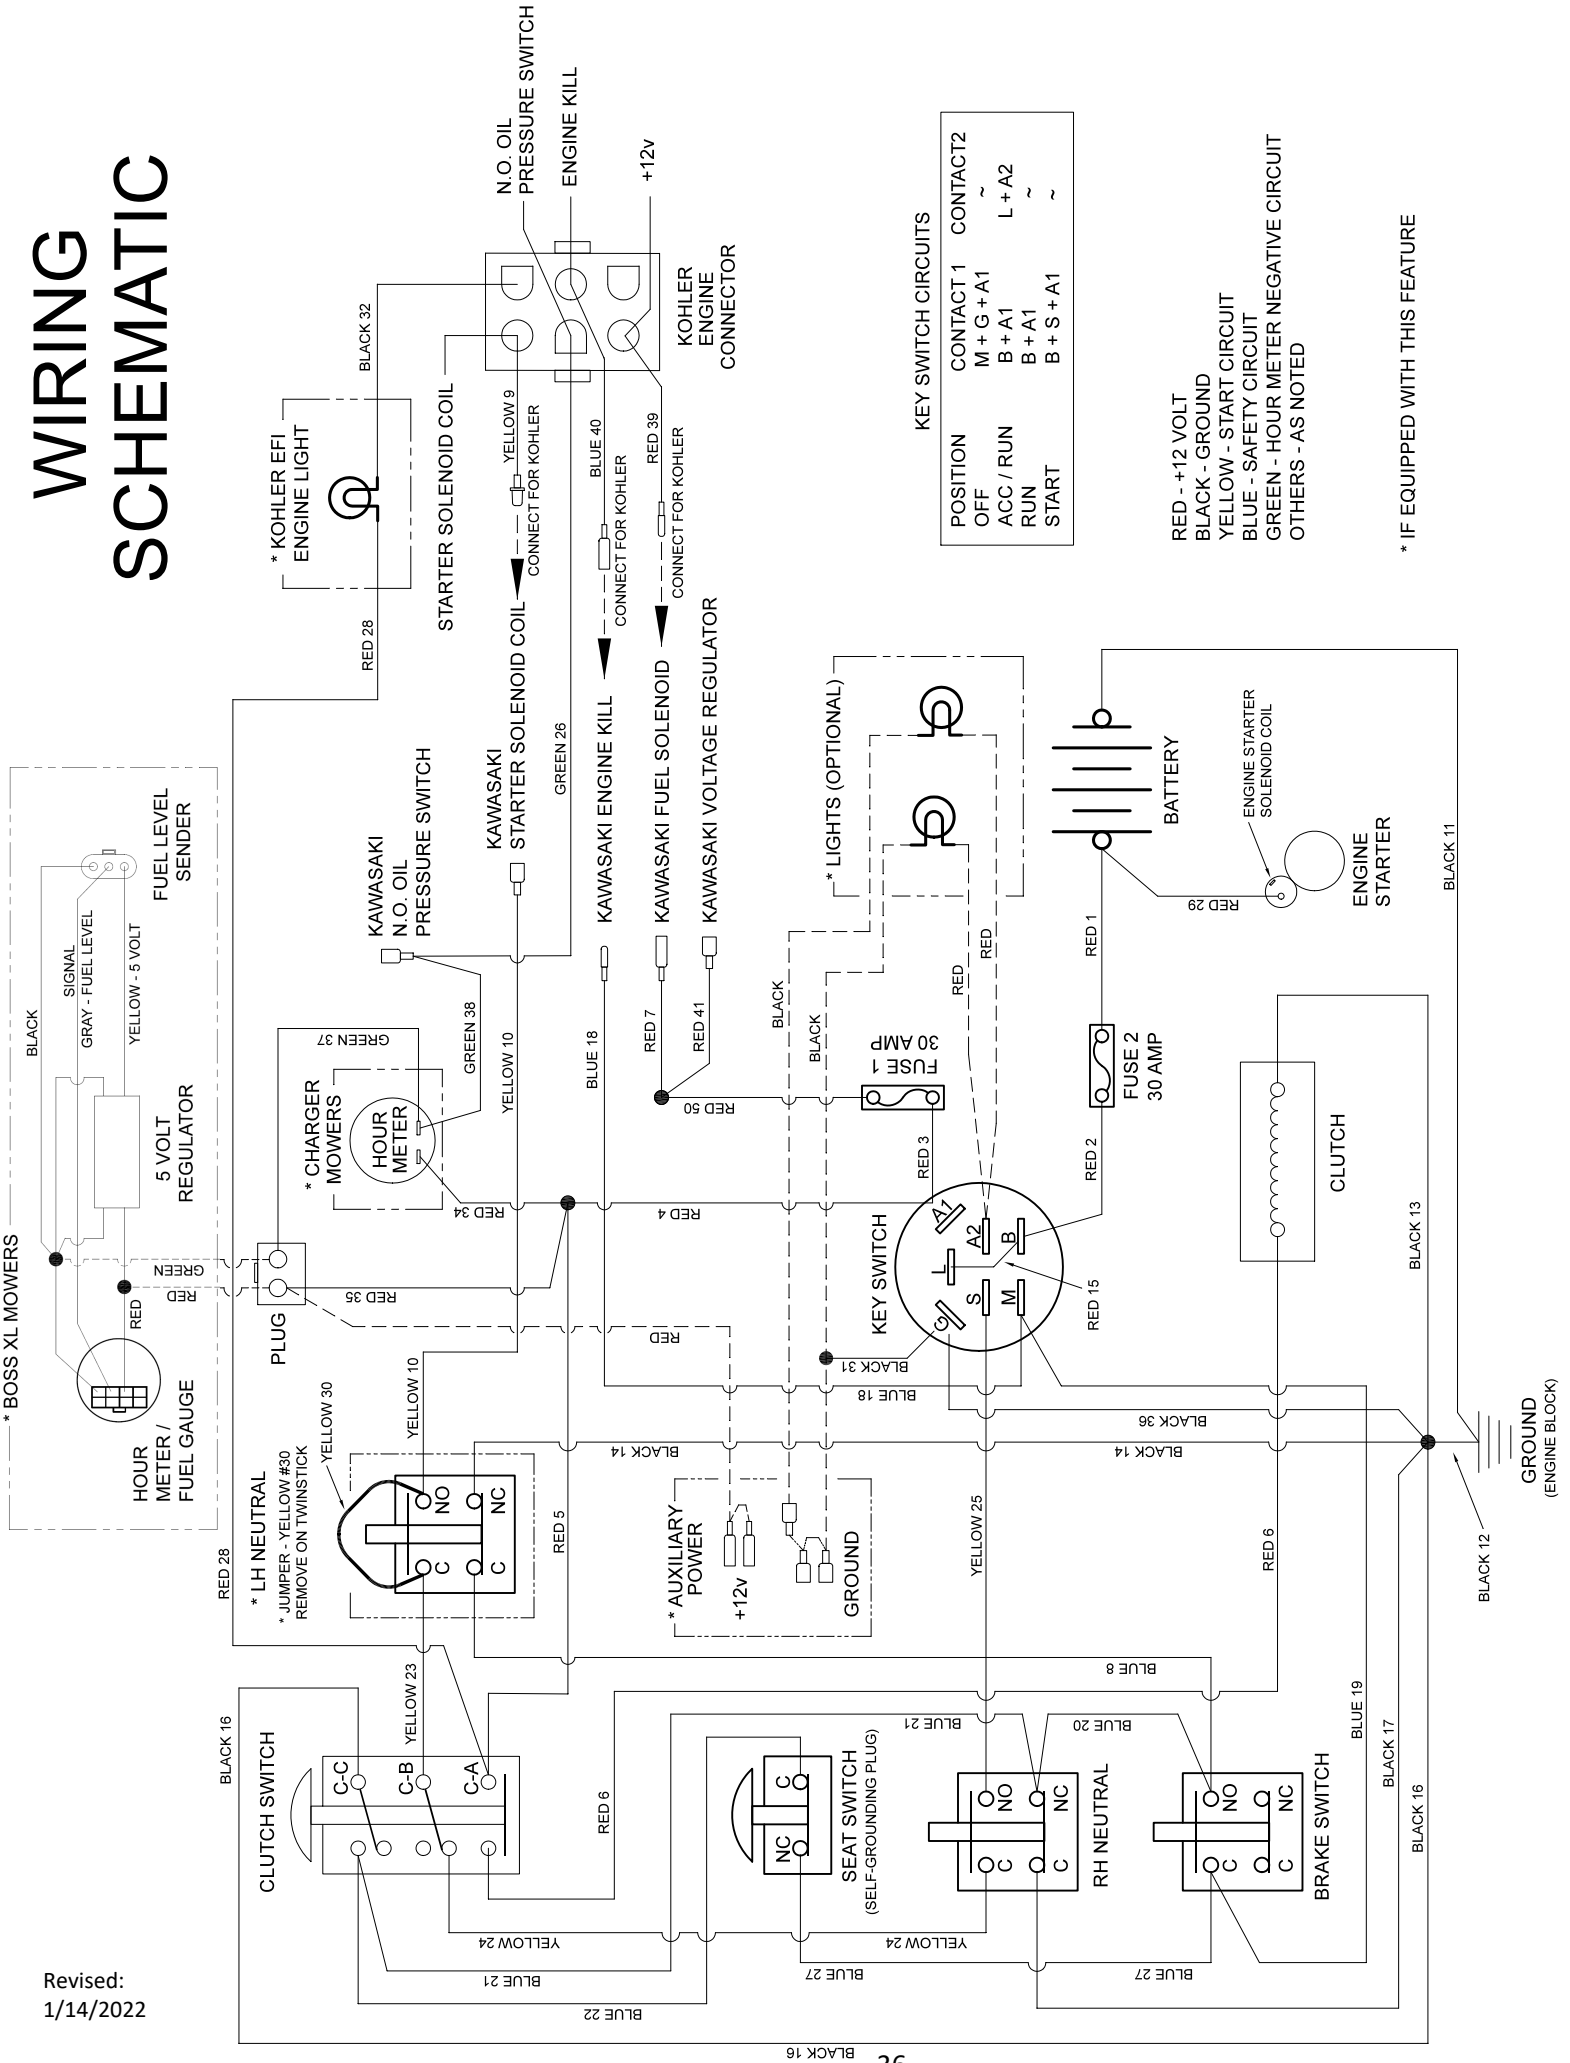 WIRING
SCHEMATIC
Revised:
1/14/2022
* BOSS XL MOWERS
HOUR
METER /
FUEL GAUGE
5 VOLT
REGULATOR
FUEL LEVEL
SENDER
BLACK
SIGNAL
GRAY - FUEL LEVEL
YELLOW - 5 VOLT
RED
RED
GREEN
PLUG
* CHARGER
MOWERS
HOUR
METER
GREEN 37
GREEN 38
RED 34
RED 35
RED 4
KAWASAKI
N.O. OIL
PRESSURE SWITCH
* KOHLER EFI
ENGINE LIGHT
RED 28
BLACK 32
STARTER SOLENOID COIL
KAWASAKI
STARTER SOLENOID COIL
YELLOW 9
CONNECT FOR KOHLER
GREEN 26
BLUE 40
CONNECT FOR KOHLER
RED 39
CONNECT FOR KOHLER
N.O. OIL
PRESSURE SWITCH
ENGINE KILL
+12v
KOHLER
ENGINE
CONNECTOR
KAWASAKI ENGINE KILL
KAWASAKI FUEL SOLENOID
KAWASAKI VOLTAGE REGULATOR
YELLOW 10
BLUE 18
RED 7
RED 41
RED 50
FUSE 1
30 AMP
RED 3
* LIGHTS (OPTIONAL)
BLACK
BLACK
RED
RED
KEY SWITCH
A1
A2
B
L
S
M
G
RED 15
RED 2
FUSE 2
30 AMP
RED 1
RED 29
BATTERY
ENGINE STARTER
SOLENOID COIL
ENGINE
STARTER
BLACK 11
CLUTCH
BLACK 13
GROUND
(ENGINE BLOCK)
BLACK 12
KEY SWITCH CIRCUITS
POSITION CONTACT 1 CONTACT2
OFF M + G + A1 ~
ACC / RUN B + A1 L + A2
RUN B + A1 ~
START B + S + A1 ~
RED - +12 VOLT
BLACK - GROUND
YELLOW - START CIRCUIT
BLUE - SAFETY CIRCUIT
GREEN - HOUR METER NEGATIVE CIRCUIT
OTHERS - AS NOTED
* IF EQUIPPED WITH THIS FEATURE
* LH NEUTRAL
* JUMPER - YELLOW #30
REMOVE ON TWINSTICK
YELLOW 30
YELLOW 10
NO
NC
C
C
RED 28
RED
BLACK 31
BLUE 18
BLACK 36
BLACK 14
BLACK 14
RED 5
* AUXILIARY
POWER
+12v
GROUND
YELLOW 25
RED 6
BLUE 8
YELLOW 23
BLACK 16
CLUTCH SWITCH
C-C
C-B
C-A
RED 6
BLUE 21
BLUE 20
BLUE 19
BLACK 17
BLACK 16
SEAT SWITCH
(SELF-GROUNDING PLUG)
NC
C
RH NEUTRAL
NO
NC
C
C
BRAKE SWITCH
NO
NC
C
C
YELLOW 24
YELLOW 24
BLUE 21
BLUE 27
BLUE 27
BLUE 22
BLACK 16